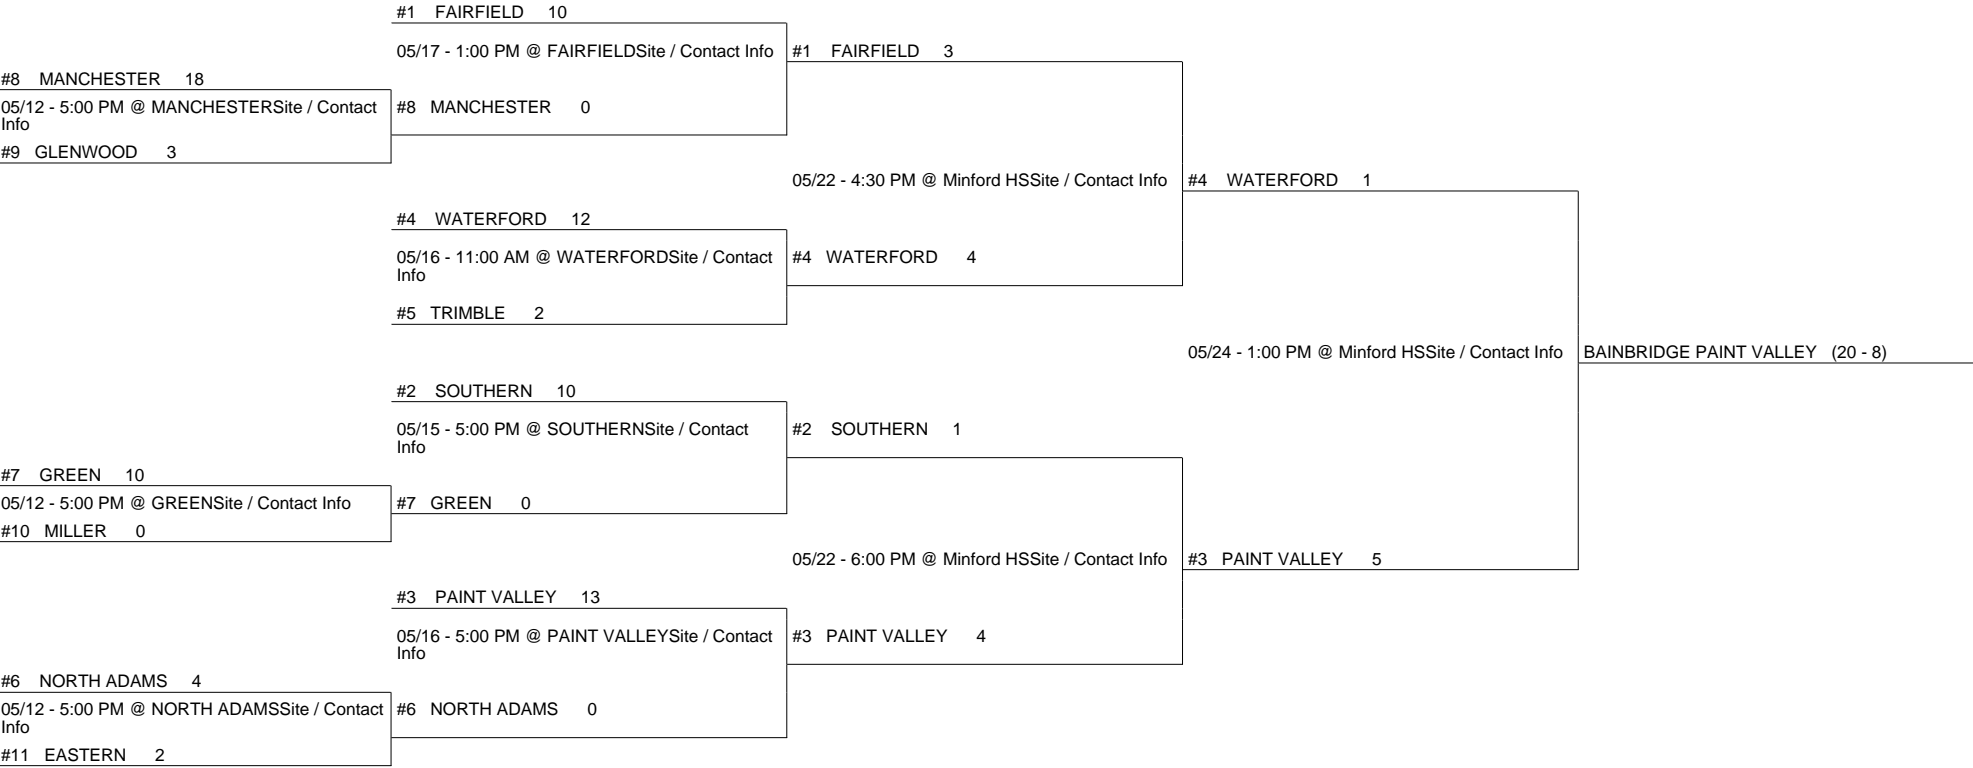 #1 FAIRFIELD 10
05/17 - 1:00 PM @ FAIRFIELDSite / Contact Info
#1 FAIRFIELD 3
#8 MANCHESTER 18
05/12 - 5:00 PM @ MANCHESTERSite / Contact
Info
#8 MANCHESTER 0
#9 GLENWOOD 3
05/22 - 4:30 PM @ Minford HSSite / Contact Info
#4 WATERFORD 1
#4 WATERFORD 12
05/16 - 11:00 AM @ WATERFORDSite / Contact
Info
#4 WATERFORD 4
#5 TRIMBLE 2
05/24 - 1:00 PM @ Minford HSSite / Contact Info
BAINBRIDGE PAINT VALLEY (20 - 8)
#2 SOUTHERN 10
05/15 - 5:00 PM @ SOUTHERNSite / Contact
Info
#2 SOUTHERN 1
#7 GREEN 10
05/12 - 5:00 PM @ GREENSite / Contact Info
#7 GREEN 0
#10 MILLER 0
05/22 - 6:00 PM @ Minford HSSite / Contact Info
#3 PAINT VALLEY 5
#3 PAINT VALLEY 13
05/16 - 5:00 PM @ PAINT VALLEYSite / Contact
Info
#3 PAINT VALLEY 4
#6 NORTH ADAMS 4
05/12 - 5:00 PM @ NORTH ADAMSSite / Contact
Info
#6 NORTH ADAMS 0
#11 EASTERN 2